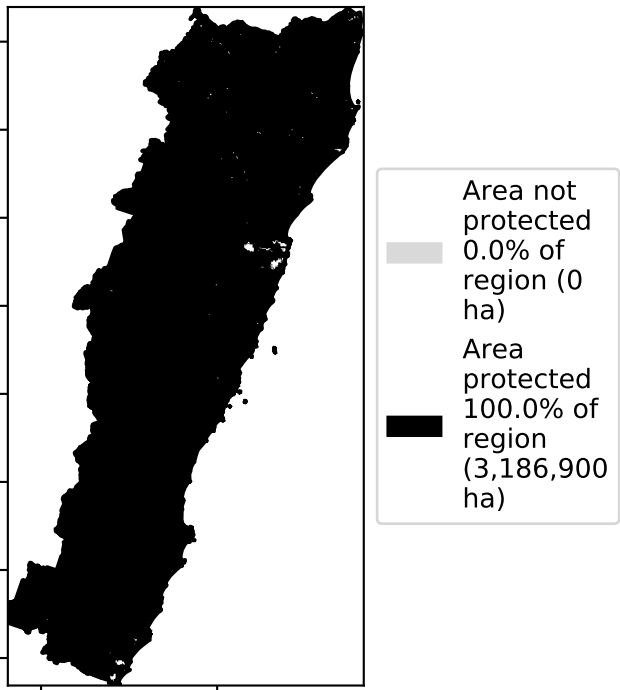 Area not
protected
0.0% of
region (0
ha)
Area
protected
100.0% of
region
(3,186,900
ha)